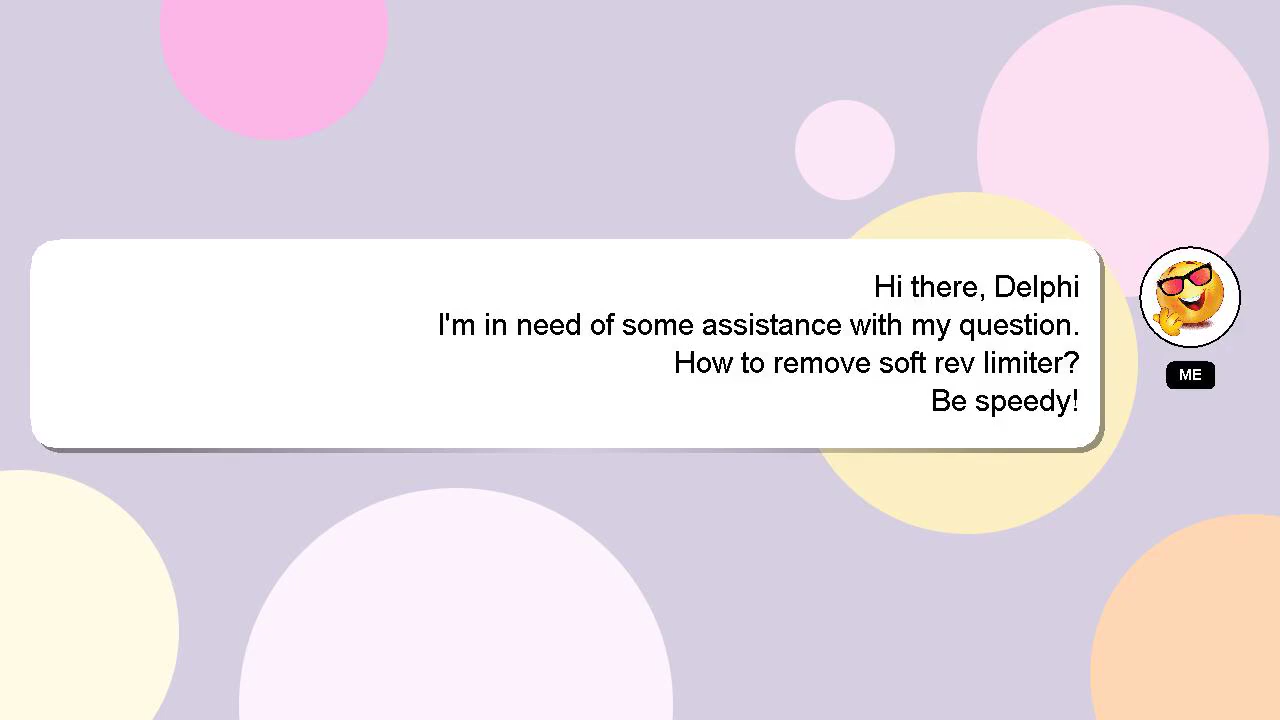 Hi there, Delphi
I'm in need of some assistance with my question.
How to remove soft rev limiter?
Be speedy!
ME